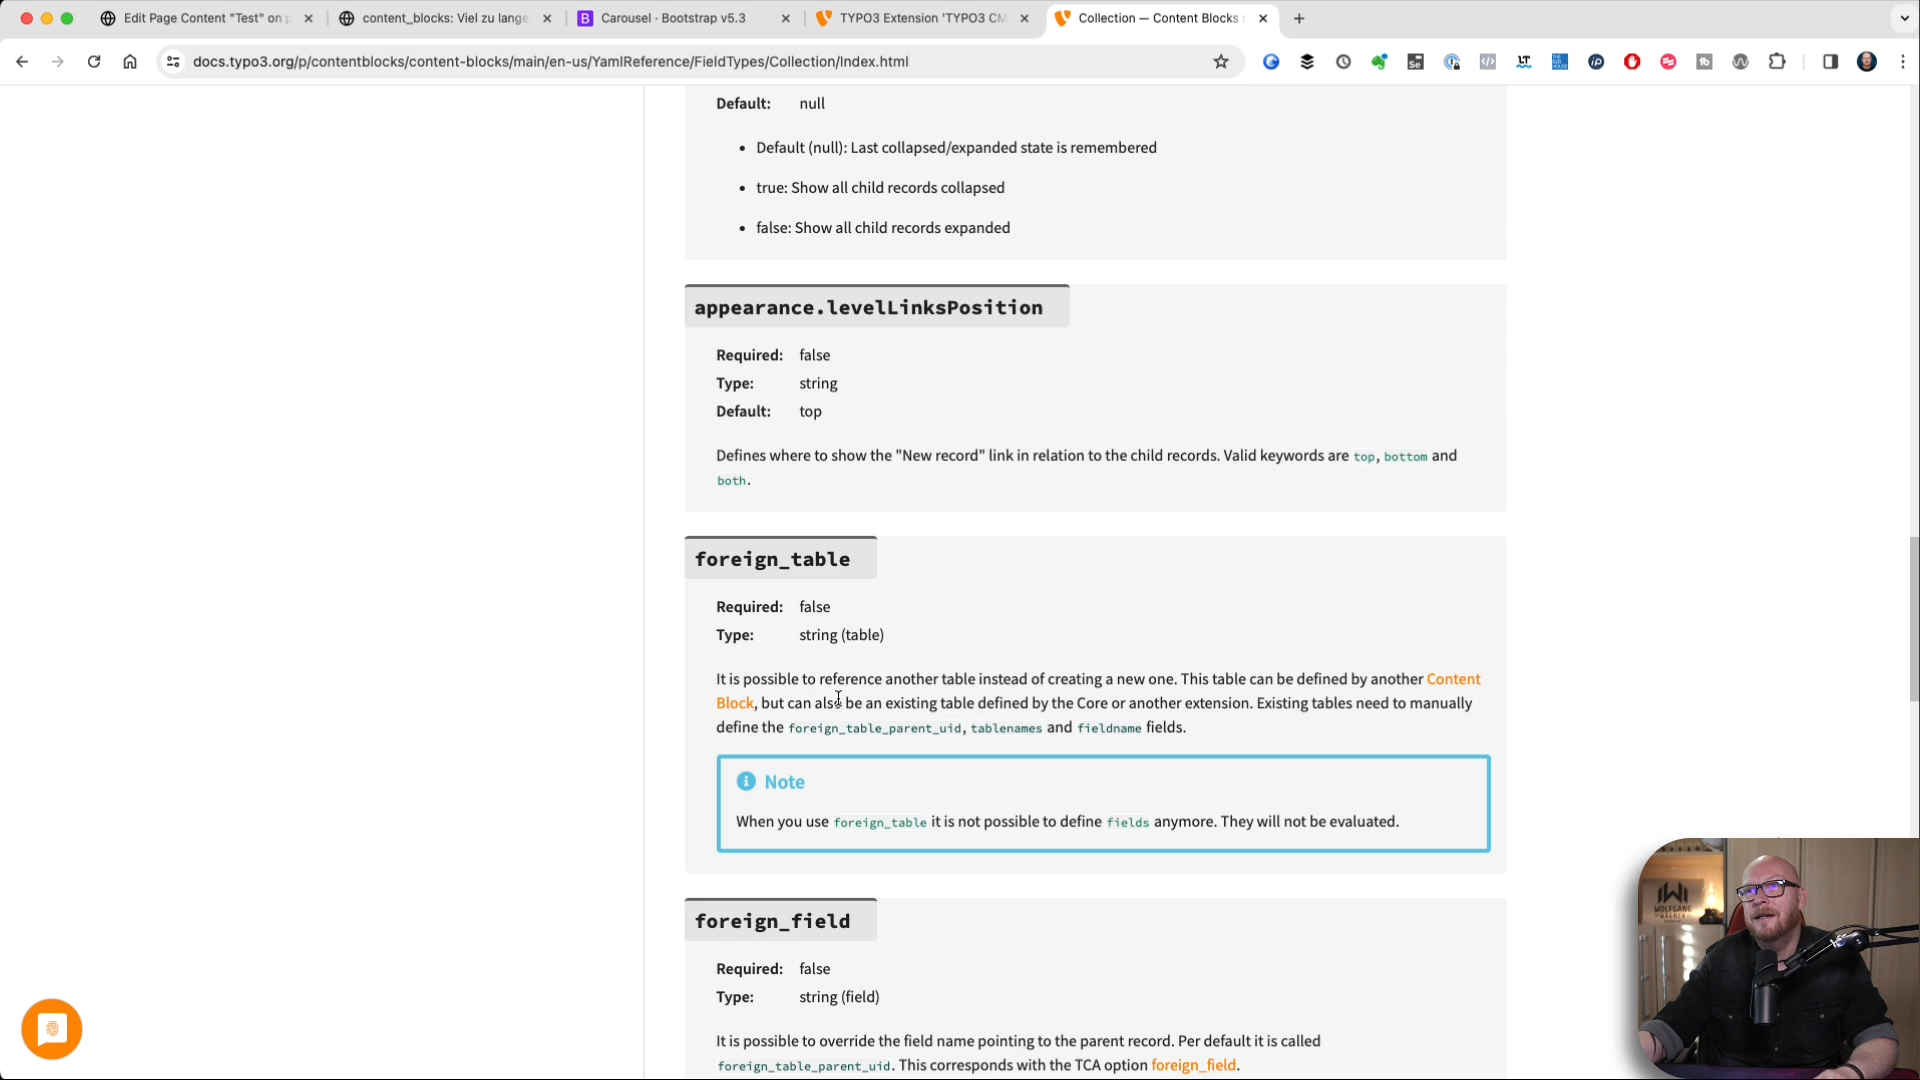 Edit Page Content "Test" on p
content_blocks: Viel zu lange
Carousel · Bootstrap v5.3
TYPO3 Extension 'TYPO3 CM
Collection — Content Blocks
docs.typo3.org/p/contentblocks/content-blocks/main/en-us/YamlReference/FieldTypes/Collection/Index.html
Default: null
• Default (null): Last collapsed/expanded state is remembered
• true: Show all child records collapsed
• false: Show all child records expanded
appearance.levelLinksPosition
Required: false
Type: string
Default: top
Defines where to show the "New record" link in relation to the child records. Valid keywords are top, bottom and
both.
foreign_table
Required: false
Type: string (table)
It is possible to reference another table instead of creating a new one. This table can be defined by another Content
Block, but can also be an existing table defined by the Core or another extension. Existing tables need to manually
define the foreign_table_parent_uid, tablenames and fieldname fields.
Note
When you use foreign_table it is not possible to define fields anymore. They will not be evaluated.
foreign_field
Required: false
Type: string (field)
It is possible to override the field name pointing to the parent record. Per default it is called
foreign_table_parent_uid. This corresponds with the TCA option foreign_field.
WOLFGANG
WAGNER